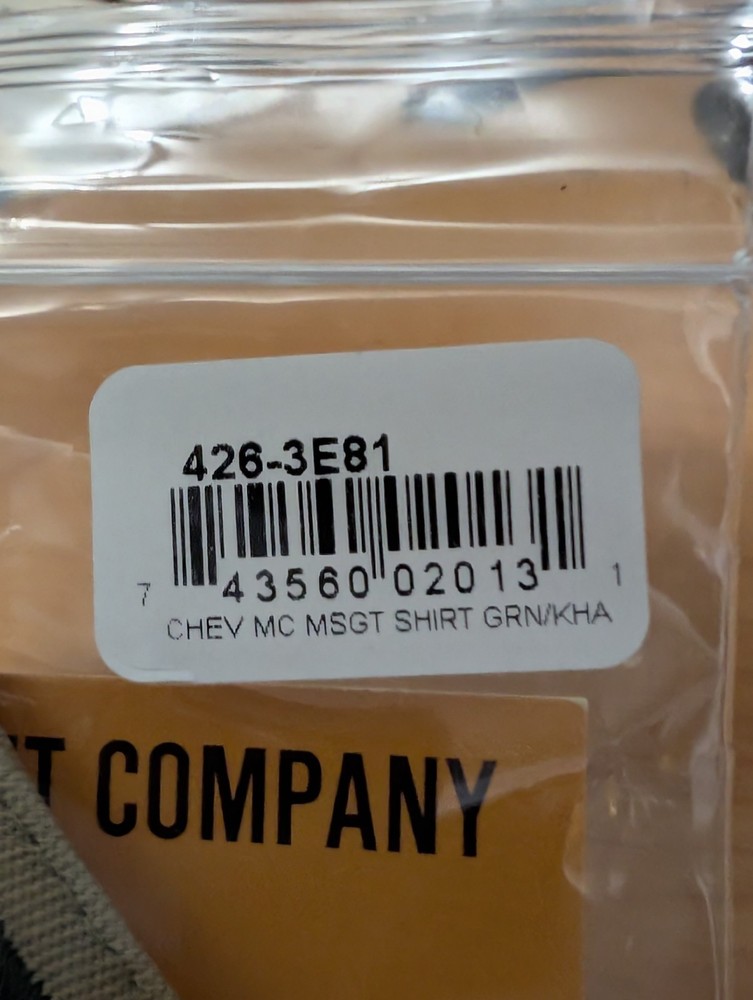 426-3E81
7 43560 02013 1
CHEV MC MSGT SHIRT GRN/KHA
T COMPANY